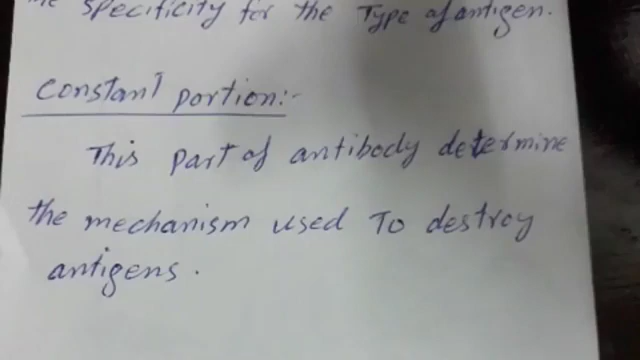 specificity for the Type of antigen.
Constant portion:-
This part of antibody determine
the mechanism used To destroy
antigens.